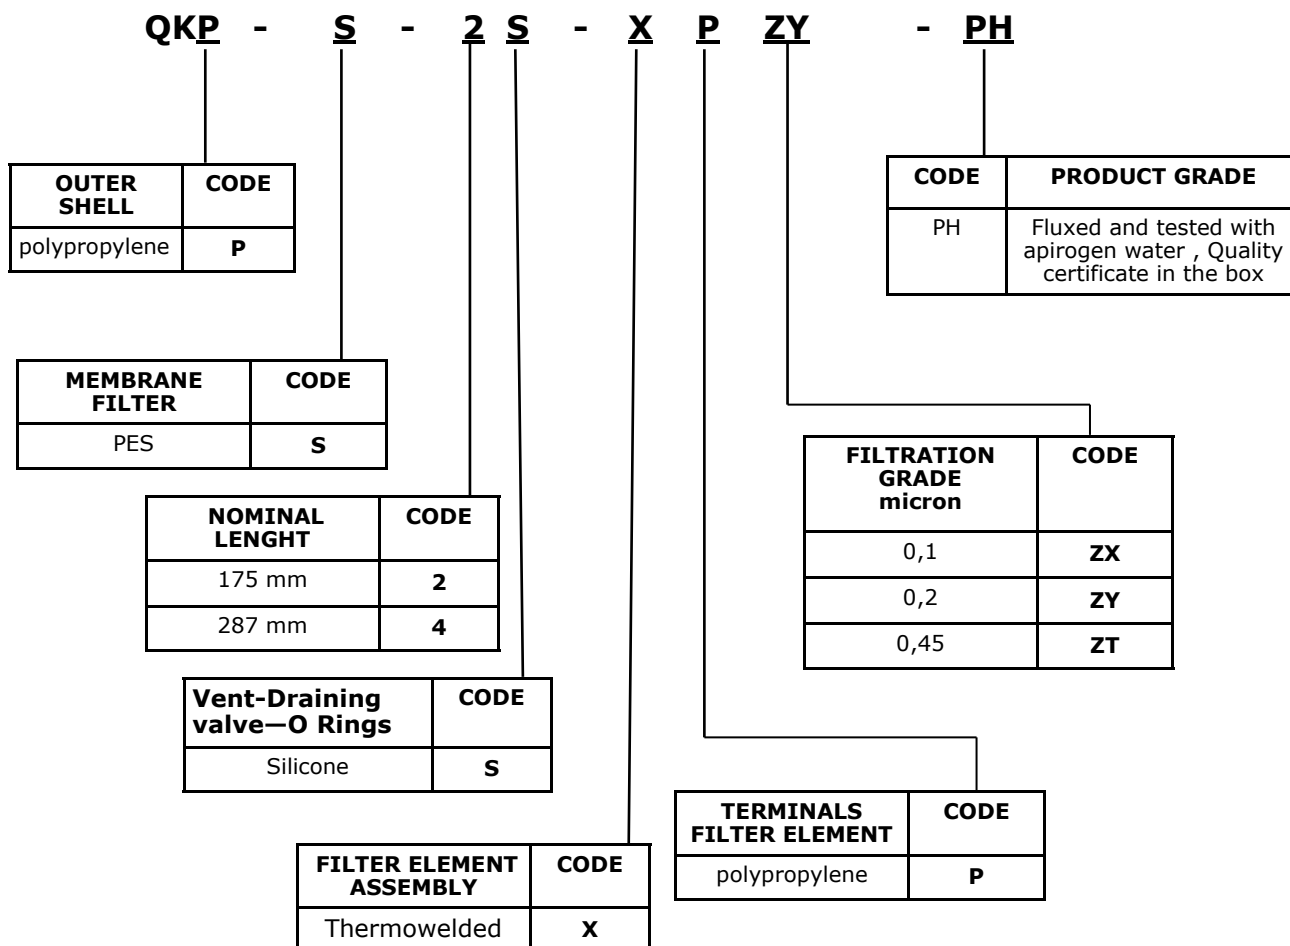 QKP - S - 2 S - X P ZY - PH
OUTER SHELL CODE
polypropylene P
CODE PRODUCT GRADE
PH Fluxed and tested with
apirogen water , Quality
certificate in the box
MEMBRANE FILTER CODE
PES S
NOMINAL LENGHT CODE
175 mm 2
287 mm 4
FILTRATION GRADE micron CODE
0,1 ZX
0,2 ZY
0,45 ZT
Vent-Draining valve—O Rings CODE
Silicone S
TERMINALS FILTER ELEMENT CODE
polypropylene P
FILTER ELEMENT ASSEMBLY CODE
Thermowelded X